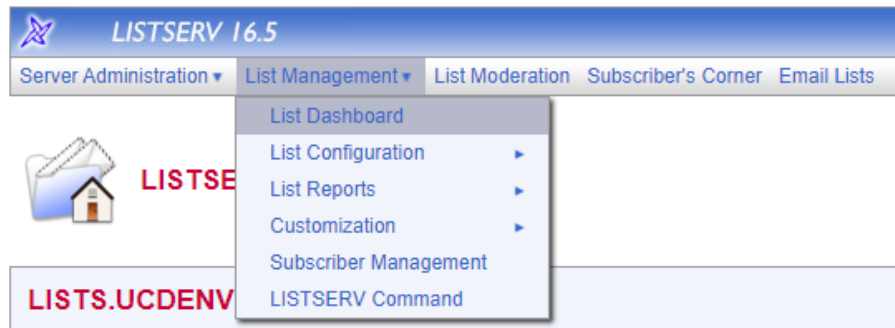 LISTSERV 16.5
Server Administration ▾ List Management ▾ List Moderation Subscriber's Corner Email Lists
List Dashboard
List Configuration ▸
LISTSE
List Reports ▸
Customization ▸
Subscriber Management
LISTS.UCDENV
LISTSERV Command